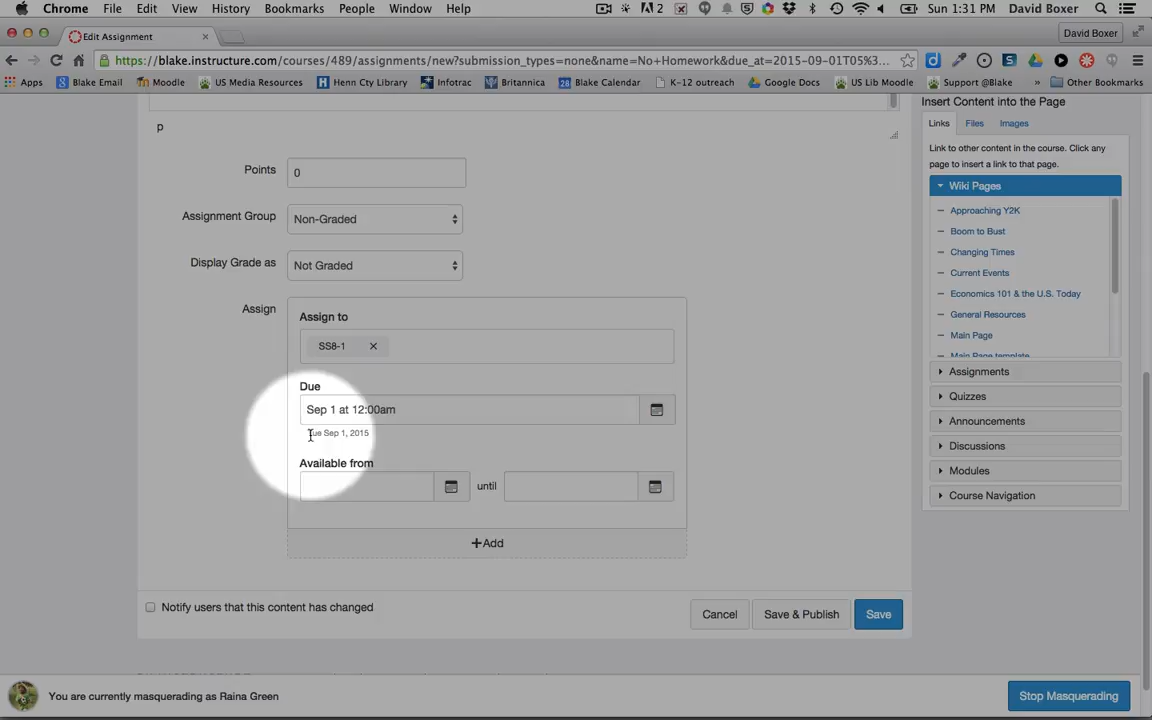 Chrome File Edit View History Bookmarks People Window Help 2 Sun 1:31 PM David Boxer
Edit Assignment × David Boxer
https://blake.instructure.com/courses/489/assignments/new?submission_types=none&name=No+Homework&due_at=2015-09-01T05%3...
Apps Blake Email Moodle US Media Resources Henn Cty Library Infotrac Britannica Blake Calendar K-12 outreach Google Docs US Lib Moodle Support @Blake » Other Bookmarks
Insert Content into the Page
Links Files Images
p
Link to other content in the course. Click any
page to insert a link to that page.
Points 0
Wiki Pages
Approaching Y2K
Assignment Group Non-Graded
Boom to Bust
Changing Times
Display Grade as Not Graded
Current Events
Economics 101 & the U.S. Today
Assign
Assign to
General Resources
Main Page
SS8-1 ×
Main Page template
Assignments
Due
Quizzes
Sep 1 at 12:00am
Announcements
Due Sep 1, 2015
Discussions
Available from
Modules
until
Course Navigation
+Add
Notify users that this content has changed
Cancel Save & Publish Save
You are currently masquerading as Raina Green
Stop Masquerading